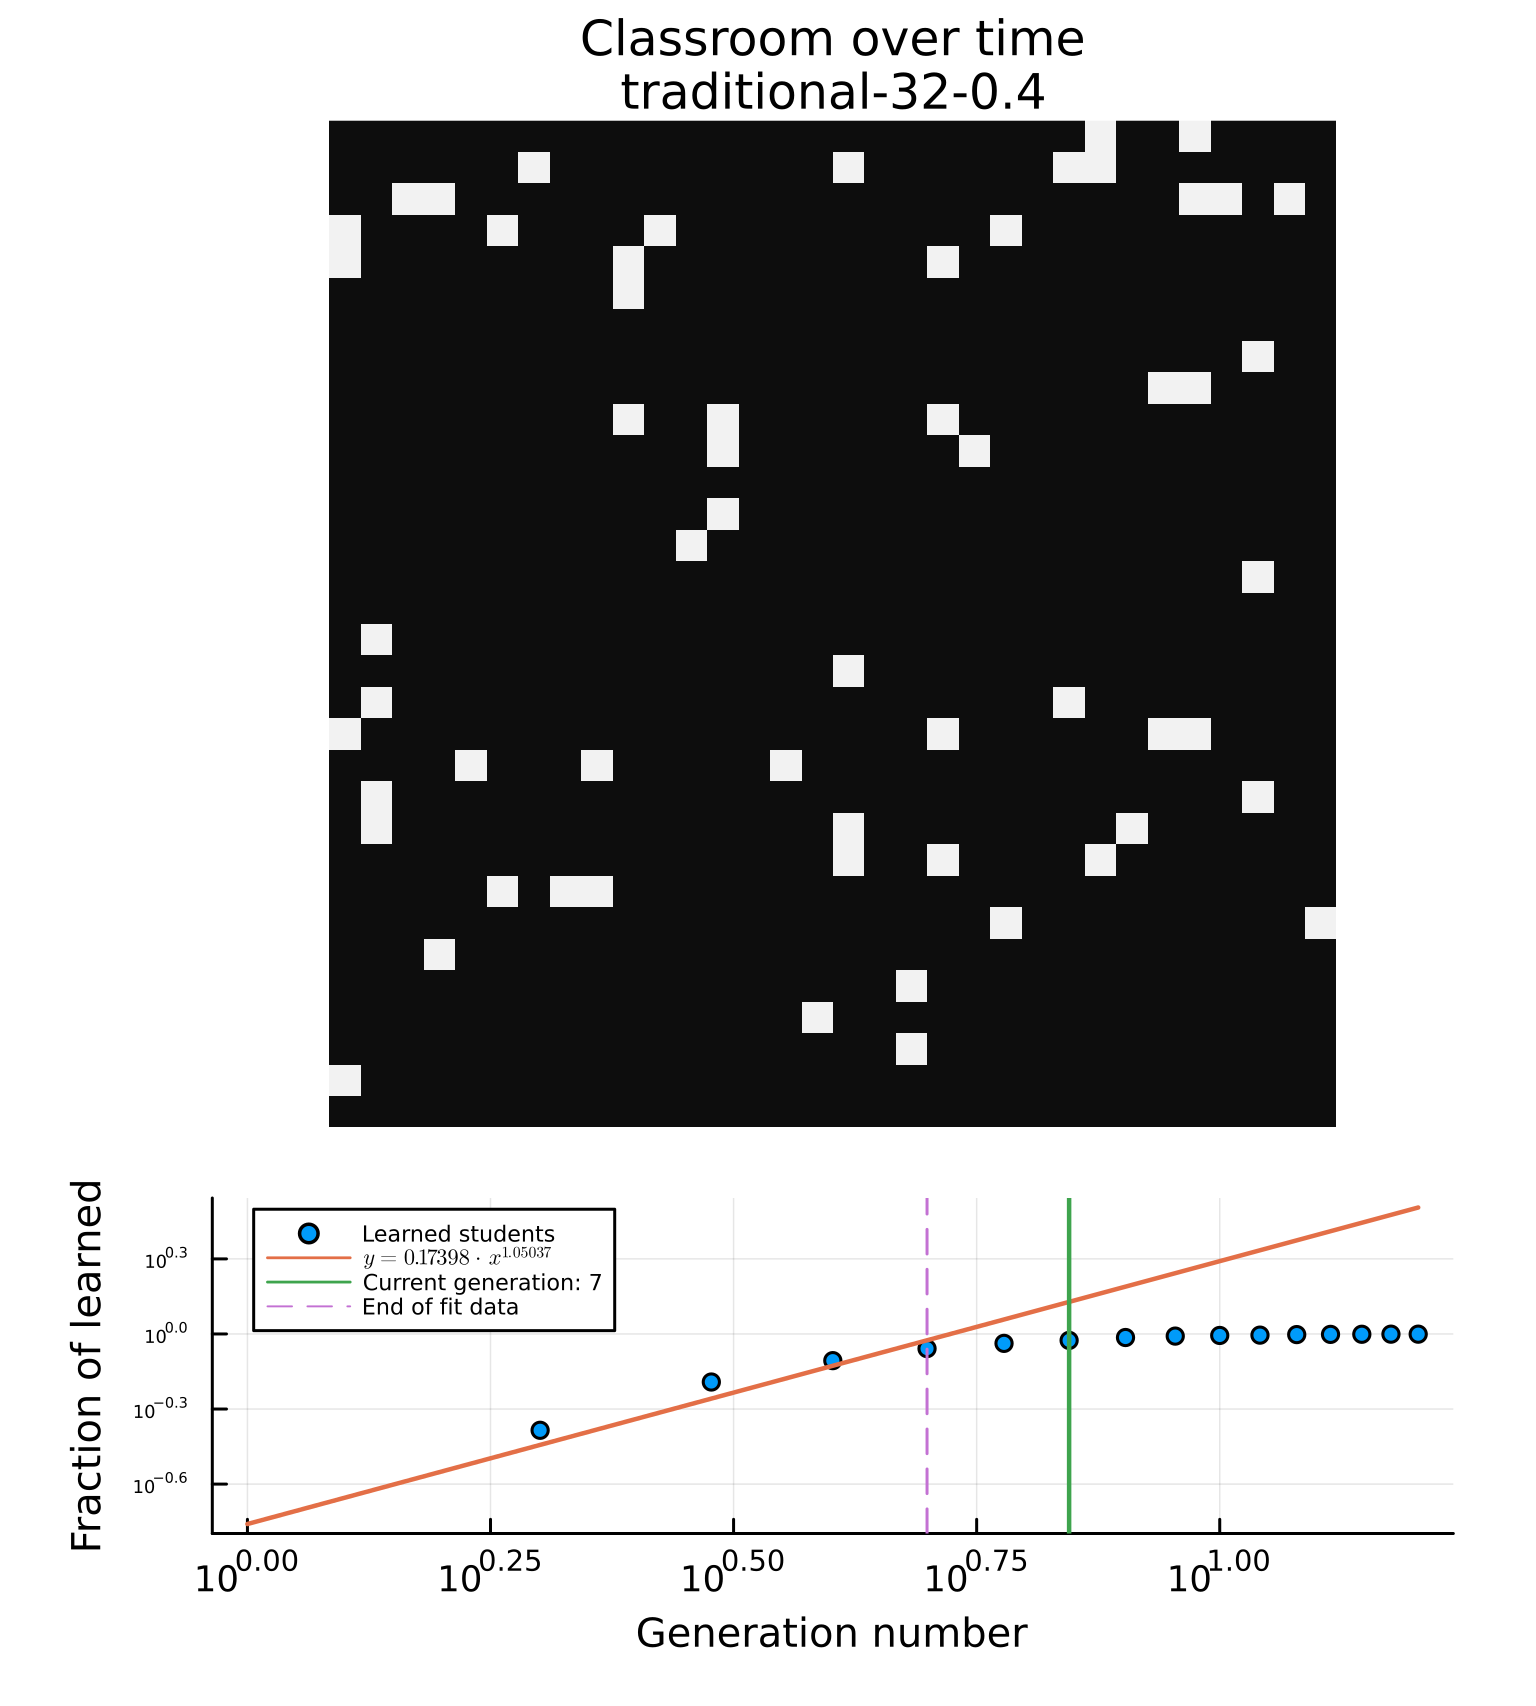 Classroom over time
traditional-32-0.4
Fraction of learned
Learned students
y = 0.17398 · x^1.05037
Current generation: 7
End of fit data
10^0.3
10^0.0
10^−0.3
10^−0.6
10^0.00 10^0.25 10^0.50 10^0.75 10^1.00
Generation number